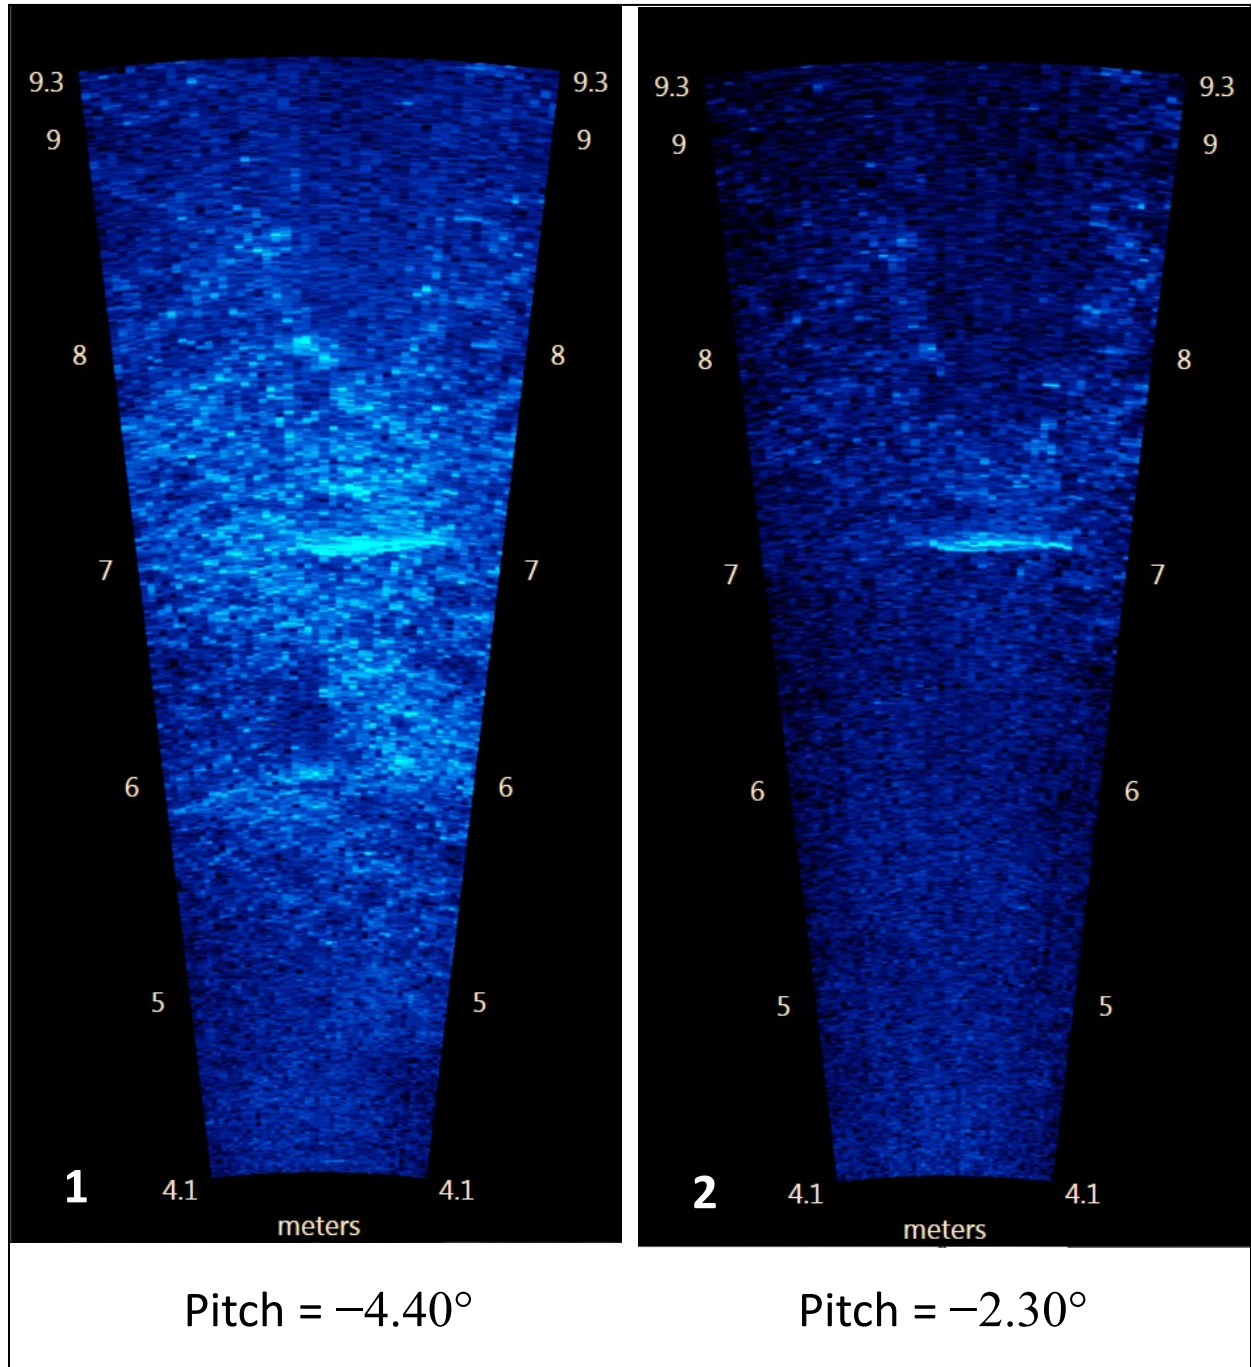 9.3 9.3 9.3 9.3
9 9 9 9
8 8 8 8
7 7 7 7
6 6 6 6
5 5 5 5
1 4.1 4.1 2 4.1 4.1
meters meters
Pitch = −4.40° Pitch = −2.30°